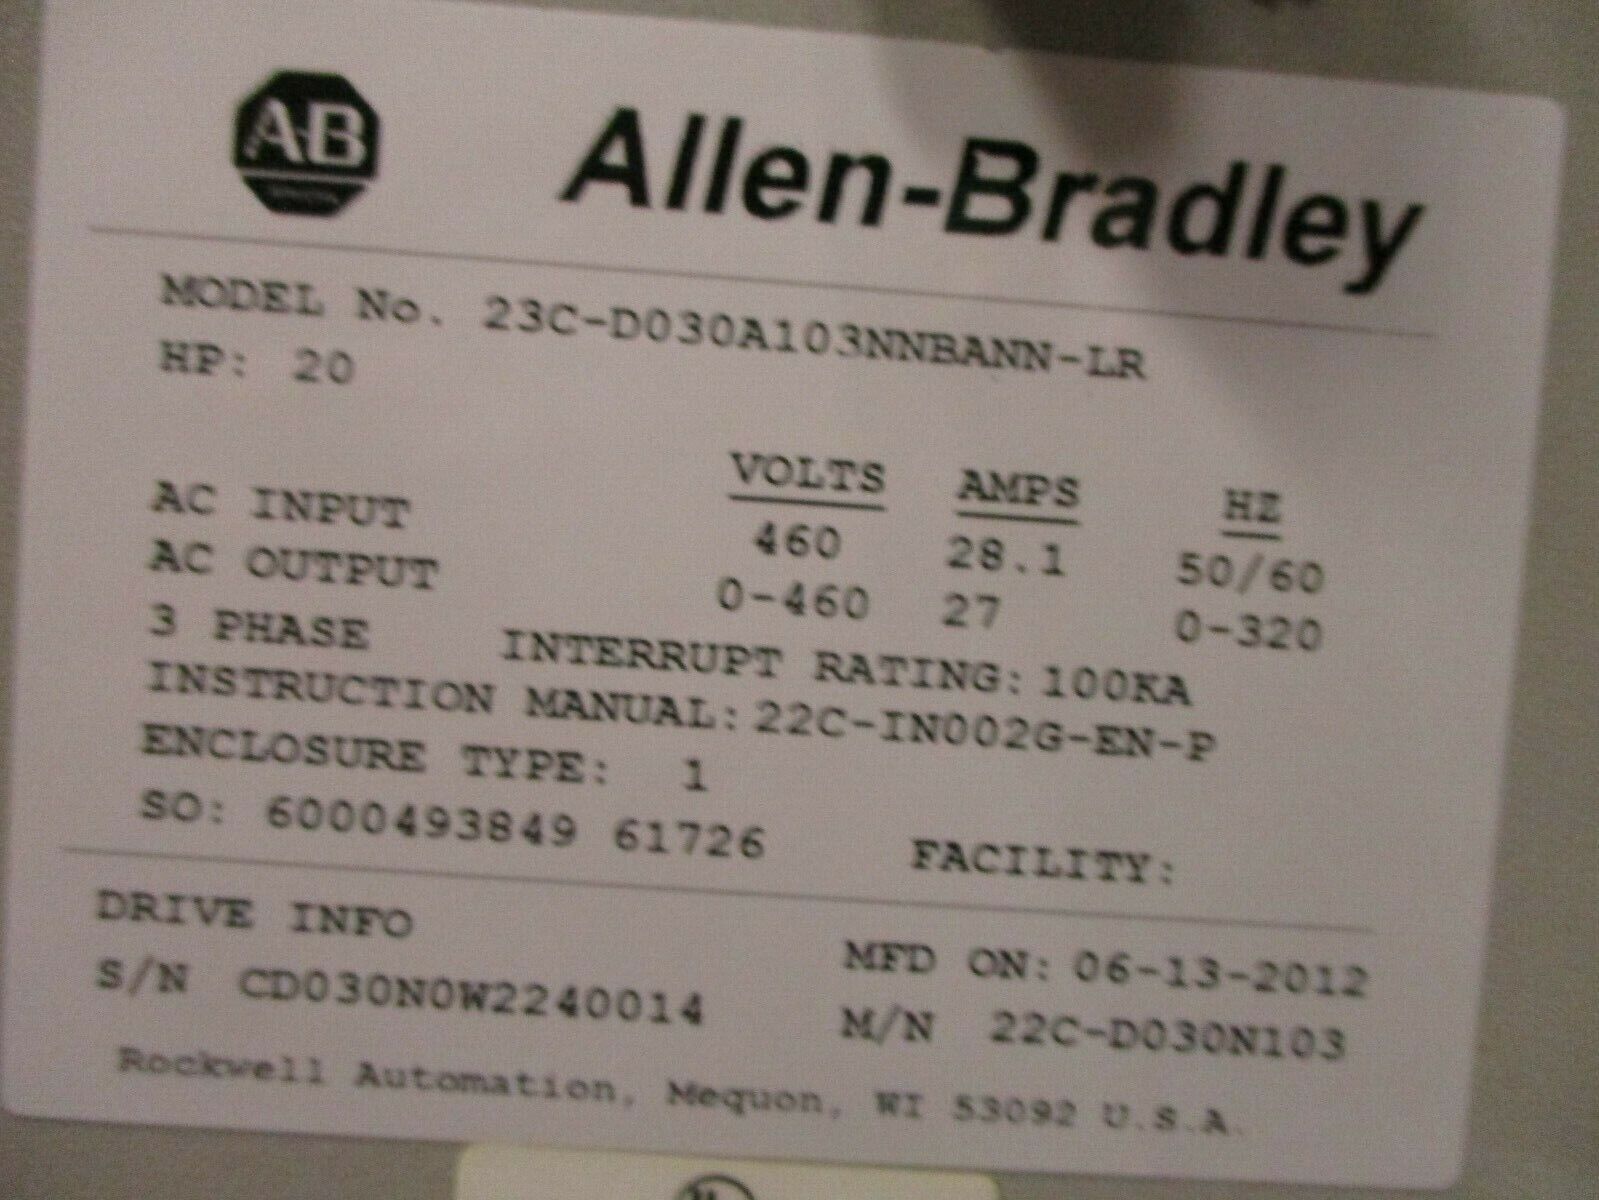 AB
Allen-Bradley
MODEL No. 23C-D030A103NNBANN-LR
HP: 20
VOLTS AMPS HZ
AC INPUT 460 28.1 50/60
AC OUTPUT 0-460 27 0-320
3 PHASE INTERRUPT RATING: 100KA
INSTRUCTION MANUAL: 22C-IN002G-EN-P
ENCLOSURE TYPE: 1
SO: 6000493849 61726 FACILITY:
DRIVE INFO
MFD ON: 06-13-2012
S/N CD030N0W2240014
M/N 22C-D030N103
Rockwell Automation, Mequon, WI 53092 U.S.A.